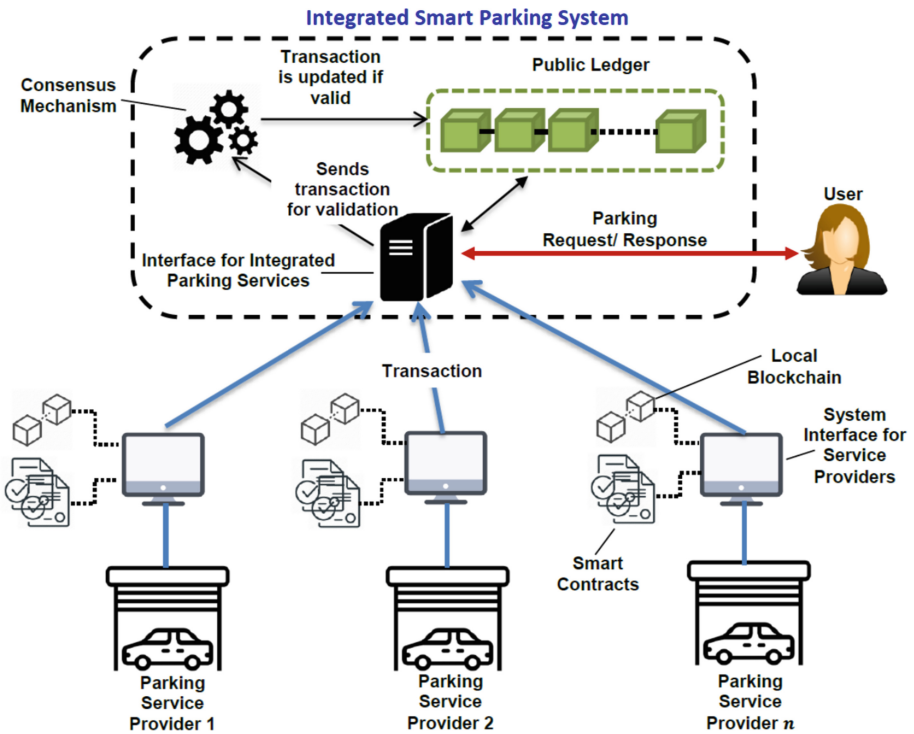 Integrated Smart Parking System
Consensus
Mechanism
Transaction
is updated if
valid
Public Ledger
Sends
transaction
for validation
User
Parking
Request/ Response
Interface for Integrated
Parking Services
Transaction
Local
Blockchain
System
Interface for
Service
Providers
Smart
Contracts
Parking
Service
Provider 1
Parking
Service
Provider 2
Parking
Service
Provider n